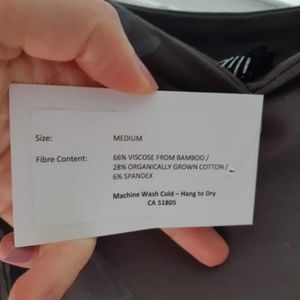 Size: MEDIUM
Fibre Content: 66% VISCOSE FROM BAMBOO /
28% ORGANICALLY GROWN COTTON /
6% SPANDEX
Machine Wash Cold – Hang to Dry
CA 51805